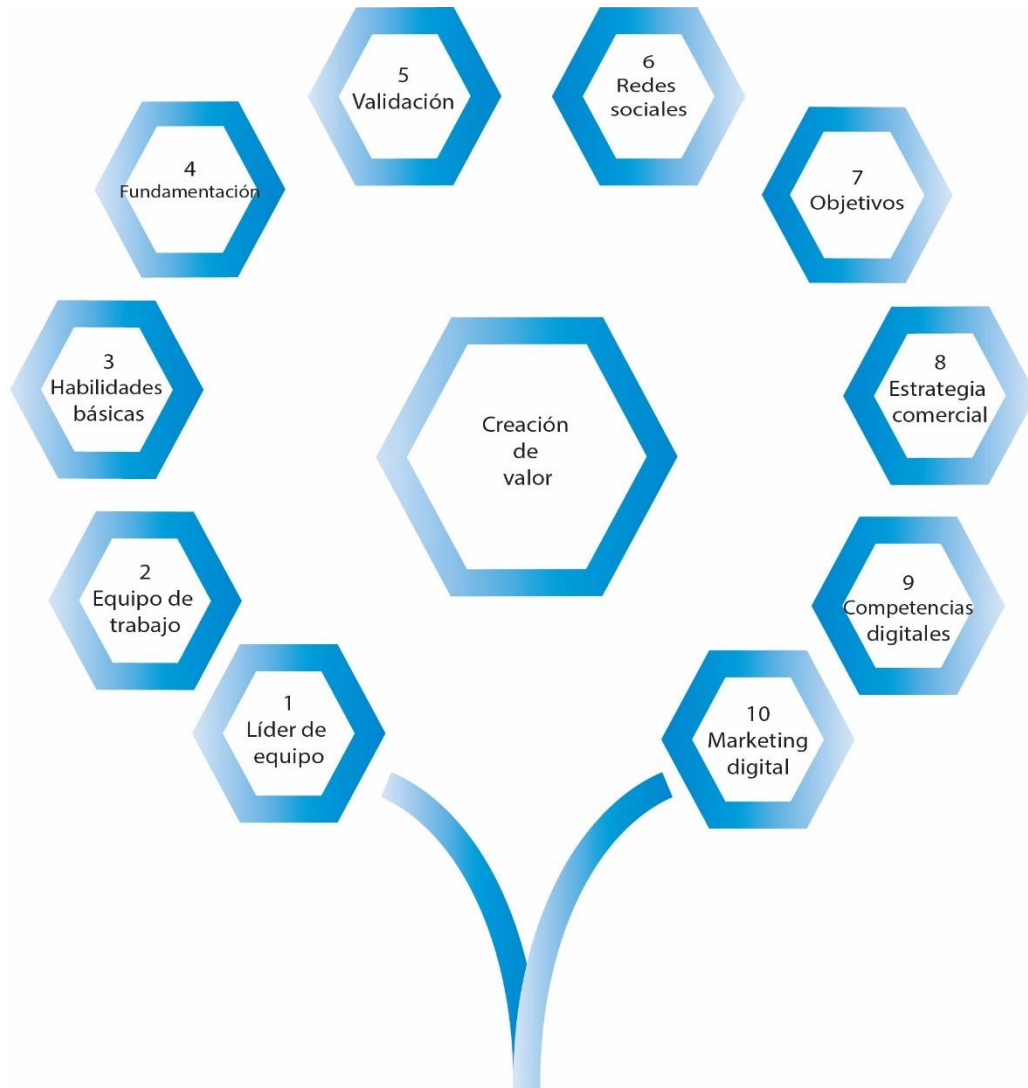 1
Líder de
equipo
2
Equipo de
trabajo
3
Habilidades
básicas
4
Fundamentación
5
Validación
6
Redes
sociales
7
Objetivos
8
Estrategia
comercial
9
Competencias
digitales
10
Marketing
digital
Creación
de
valor